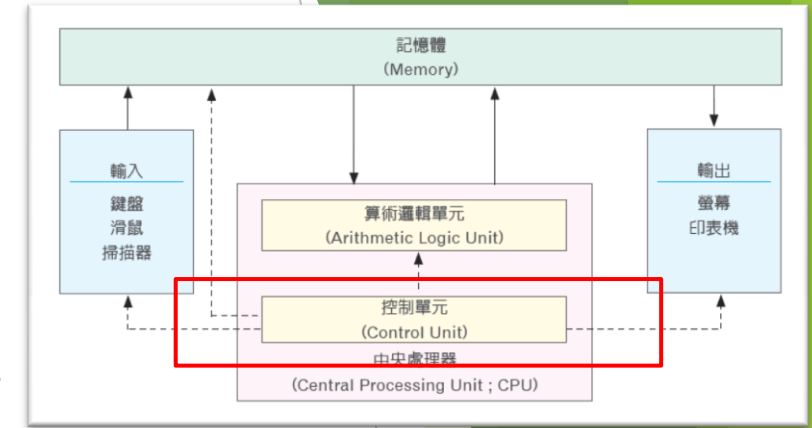 記憶體
(Memory)
輸入
鍵盤
滑鼠
掃描器
算術邏輯單元
(Arithmetic Logic Unit)
控制單元
(Control Unit)
中央處理器
(Central Processing Unit ; CPU)
輸出
螢幕
印表機